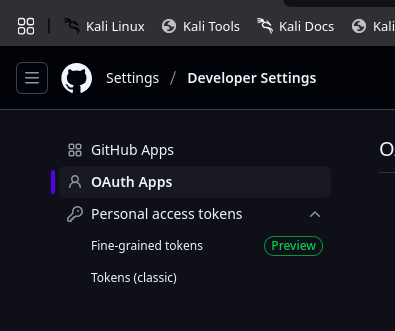 Kali Linux Kali Tools Kali Docs Kali
Settings / Developer Settings
GitHub Apps
OAuth Apps
Personal access tokens
Fine-grained tokens Preview
Tokens (classic)